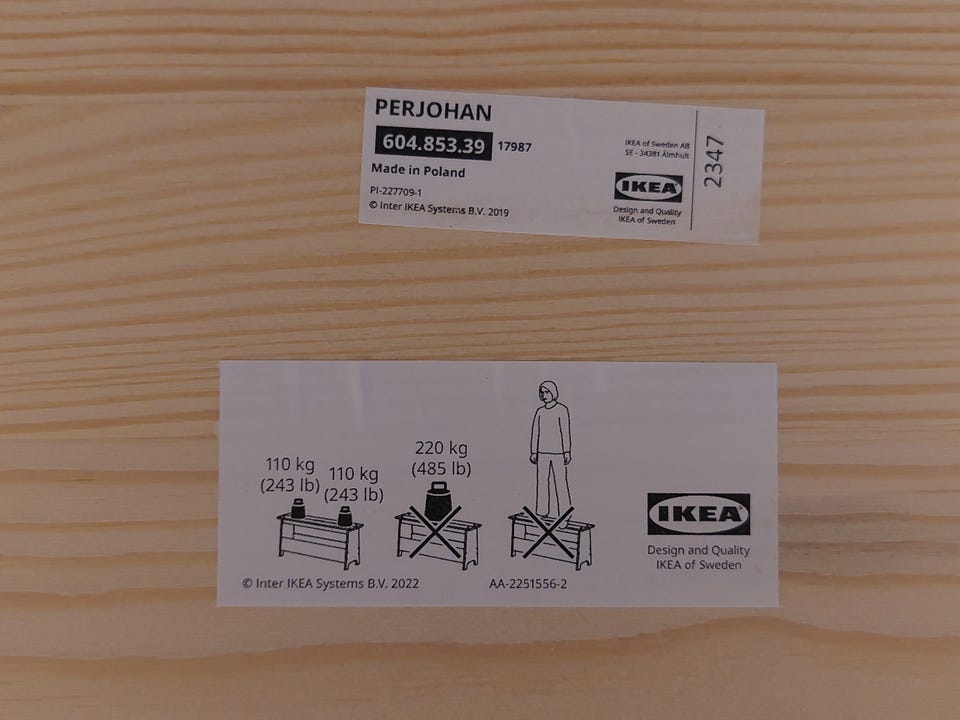 PERJOHAN
604.853.39 17987
Made in Poland
PI-227709-1
© Inter IKEA Systems B.V. 2019
IKEA of Sweden AB
SE - 34381 Älmhult
IKEA
Design and Quality
IKEA of Sweden
2347
110 kg
(243 lb)
110 kg
(243 lb)
220 kg
(485 lb)
© Inter IKEA Systems B.V. 2022
AA-2251556-2
IKEA
Design and Quality
IKEA of Sweden